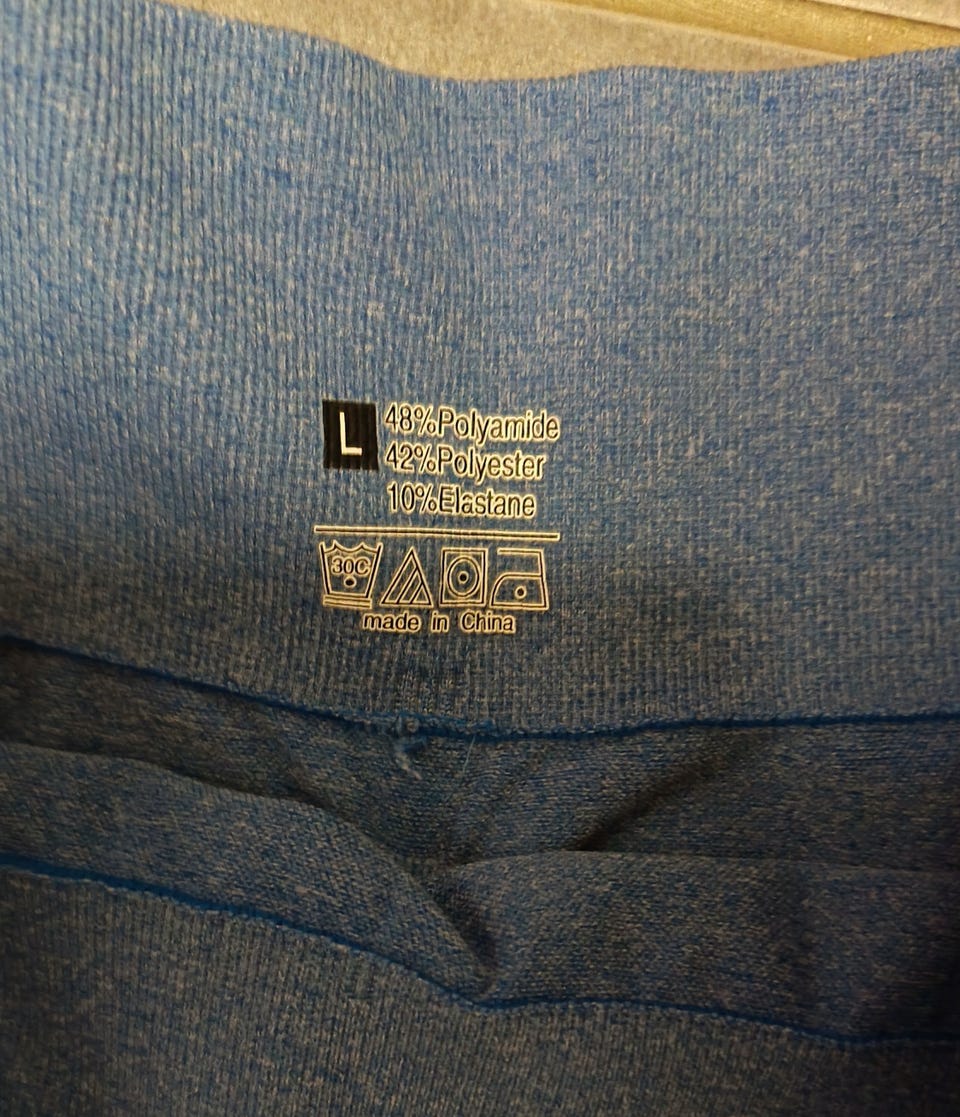 L
48%Polyamide
42%Polyester
10%Elastane
30C
made in China